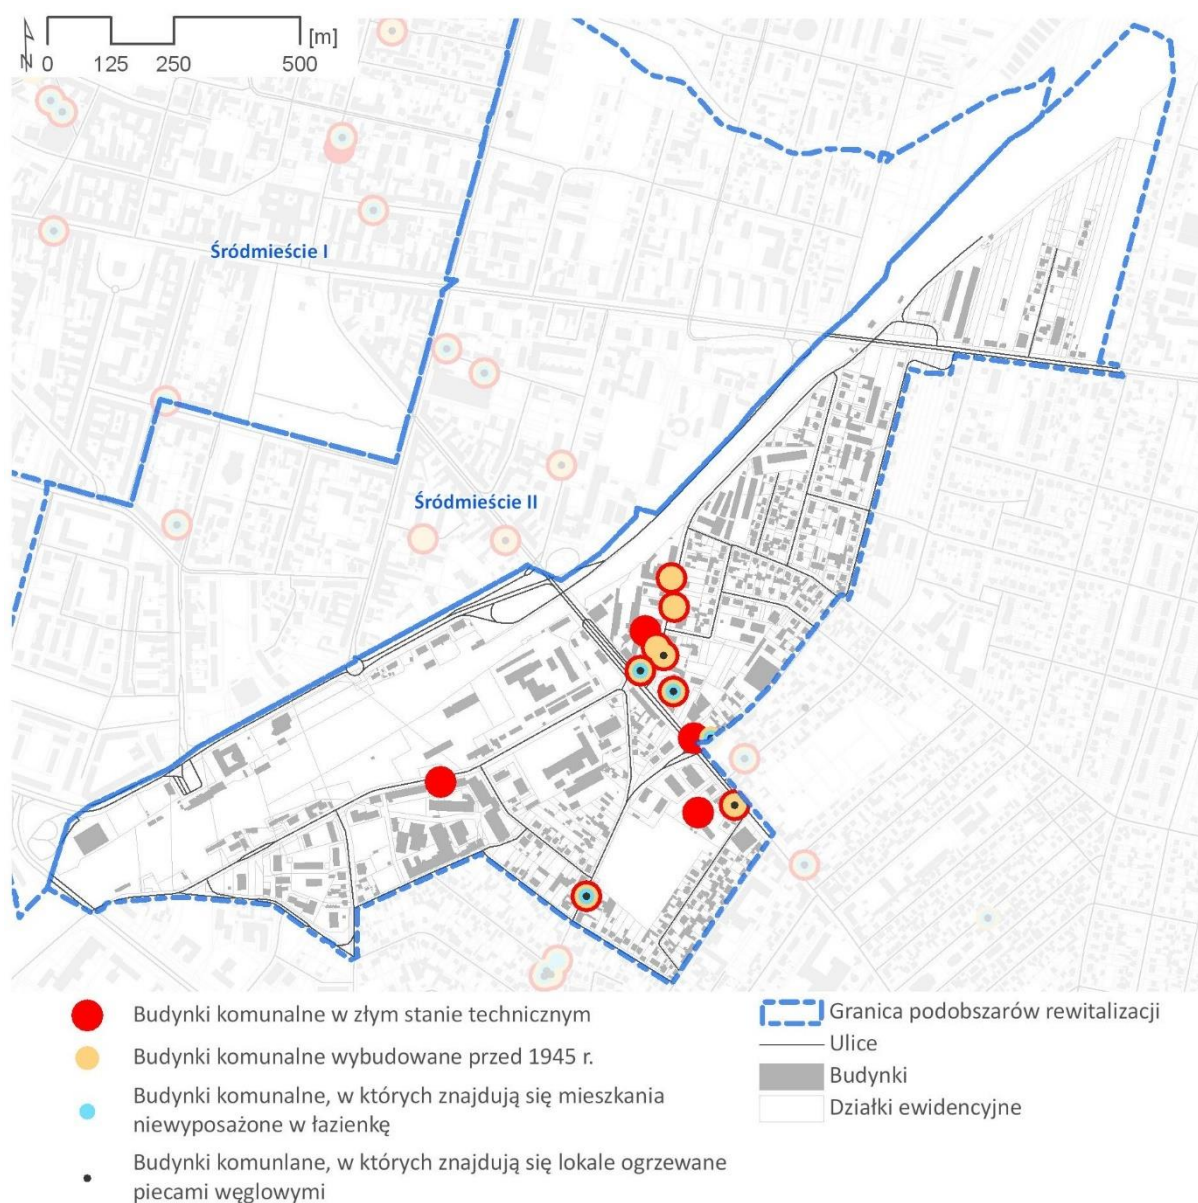 [m]
N 0 125 250 500
Śródmieście I
Śródmieście II
Budynki komunalne w złym stanie technicznym
Budynki komunalne wybudowane przed 1945 r.
Budynki komunalne, w których znajdują się mieszkania
niewyposażone w łazienkę
Budynki komunlane, w których znajdują się lokale ogrzewane
piecami węglowymi
Granica podobszarów rewitalizacji
Ulice
Budynki
Działki ewidencyjne